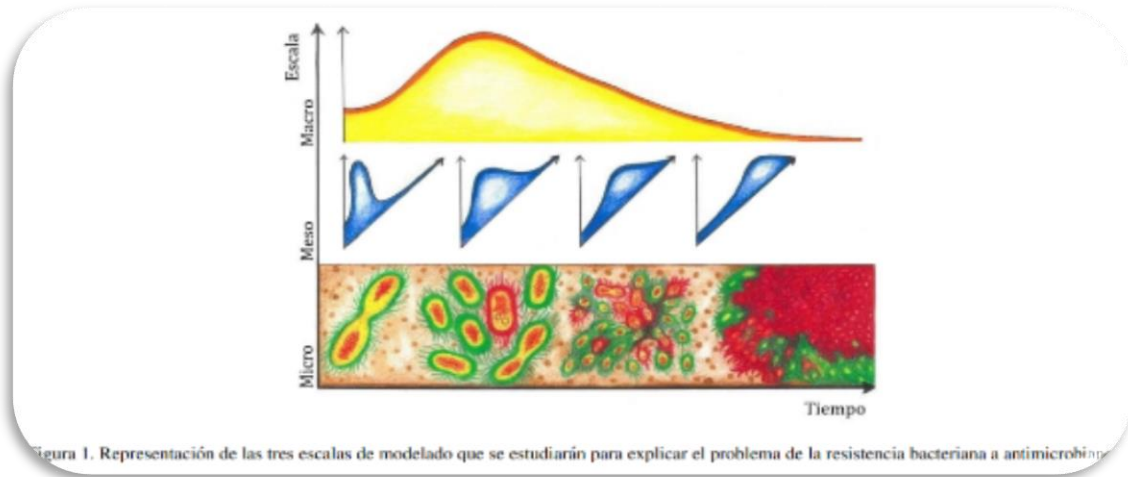 Escala
Macro
Meso
Micro
Tiempo
Figura 1. Representación de las tres escalas de modelado que se estudiarán para explicar el problema de la resistencia bacteriana a